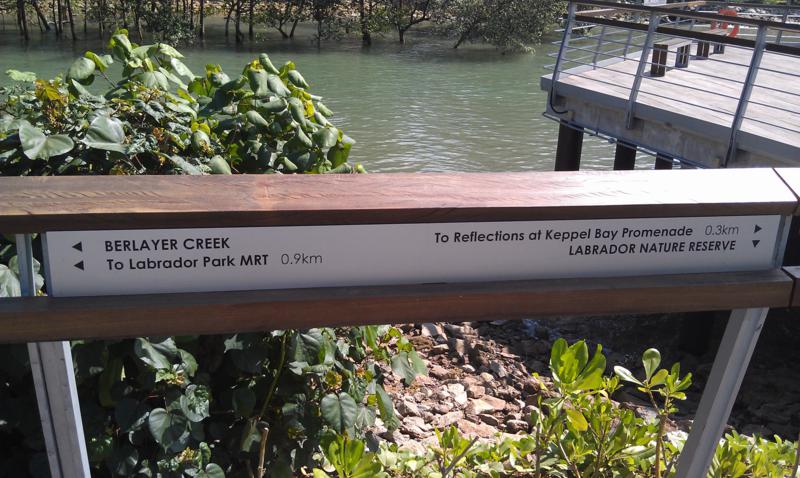 BERLAYER CREEK
To Labrador Park MRT 0.9km
To Reflections at Keppel Bay Promenade 0.3km
LABRADOR NATURE RESERVE